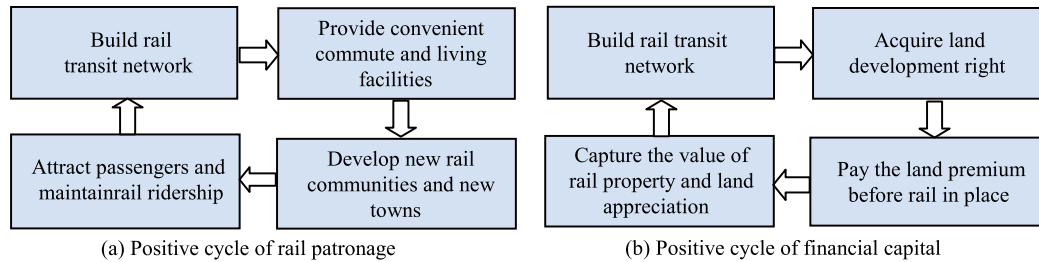 Build rail
transit network
Provide convenient
commute and living
facilities
Attract passengers and
maintainrail ridership
Develop new rail
communities and new
towns
(a) Positive cycle of rail patronage
Build rail transit
network
Acquire land
development right
Capture the value of
rail property and land
appreciation
Pay the land premium
before rail in place
(b) Positive cycle of financial capital